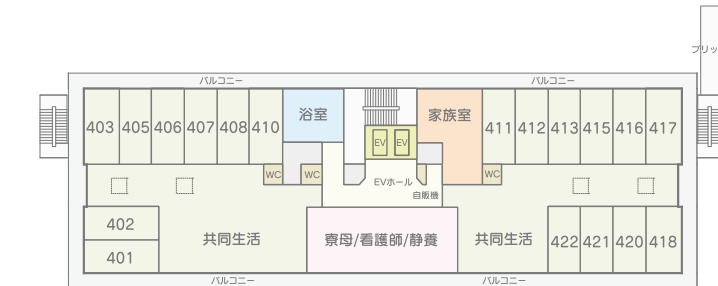 ブリッ
バルコニー
バルコニー
403 405 406 407 408 410
浴室
家族室
EV EV
411 412 413 415 416 417
WC WC
EVホール
WC
自販機
402
401
共同生活
寮母/看護師/静養
共同生活
422 421 420 418
バルコニー
バルコニー